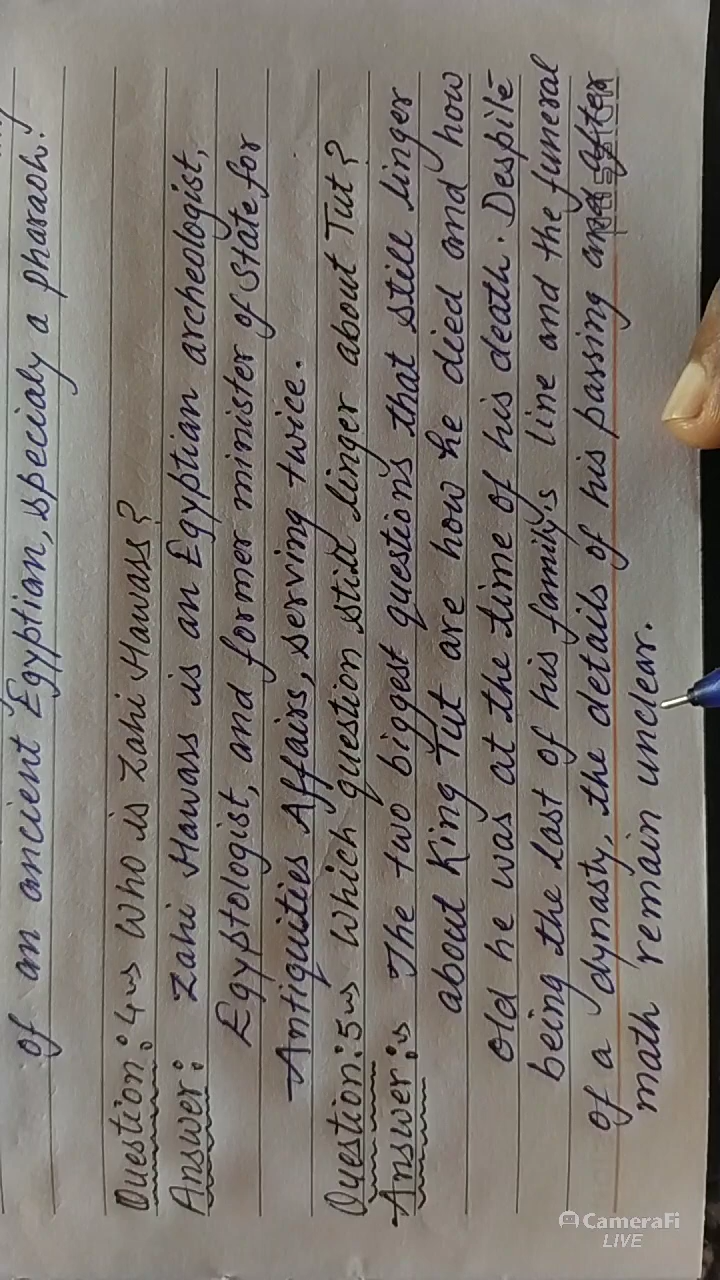 of an ancient Egyptian, specialy a pharaoh.
Question:4 Who is Zahi Hawass?
Answer: Zahi Hawass is an Egyptian archeologist,
Egyptologist, and former minister of State for
Antiquities Affairs, serving twice.
Question:5 Which question still linger about Tut?
Answer: The two biggest questions that still linger
about King Tut are how he died and how
old he was at the time of his death. Despite
being the last of his family's line and the funeral
of a dynasty, the details of his passing and after
math remain unclear.
CameraFi
LIVE